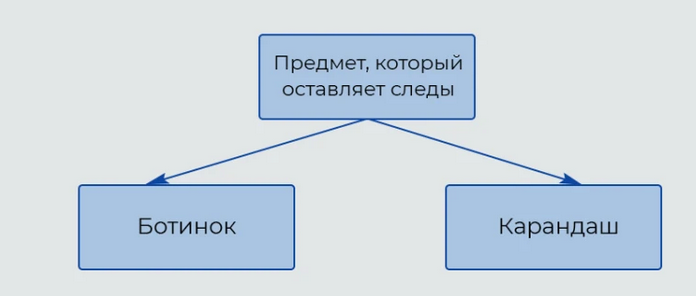 Предмет, который
оставляет следы
Ботинок
Карандаш